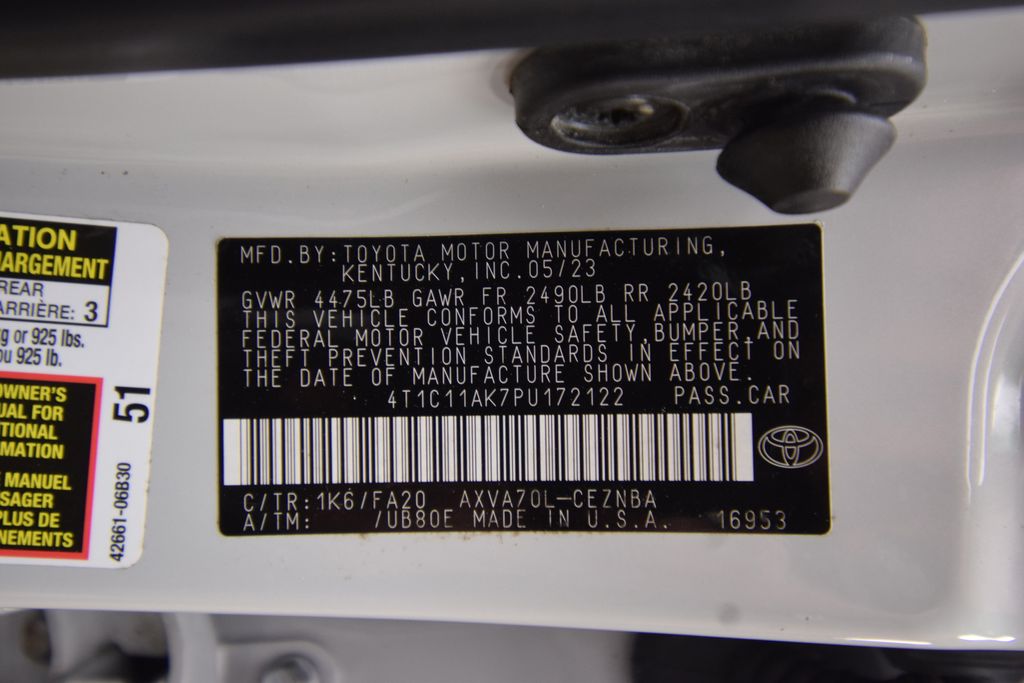 ATION
ARGEMENT
REAR
ARRIÈRE: 3
g or 925 lbs.
ou 925 lb.
OWNER'S
UAL FOR
TIONAL
MATION
MANUEL
SSAGER
PLUS DE
NEMENTS
51
42661-06B30
MFD.BY:TOYOTA MOTOR MANUFACTURING,
KENTUCKY,INC.05/23
GVWR 4475LB GAWR FR 2490LB RR 2420LB
THIS VEHICLE CONFORMS TO ALL APPLICABLE
FEDERAL MOTOR VEHICLE SAFETY,BUMPER,AND
THEFT PREVENTION STANDARDS IN EFFECT ON
THE DATE OF MANUFACTURE SHOWN ABOVE.
4T1C11AK7PU172122 PASS.CAR
C/TR:1K6/FA20 AXVA70L-CEZNBA
A/TM: /UB80E MADE IN U.S.A. 16953